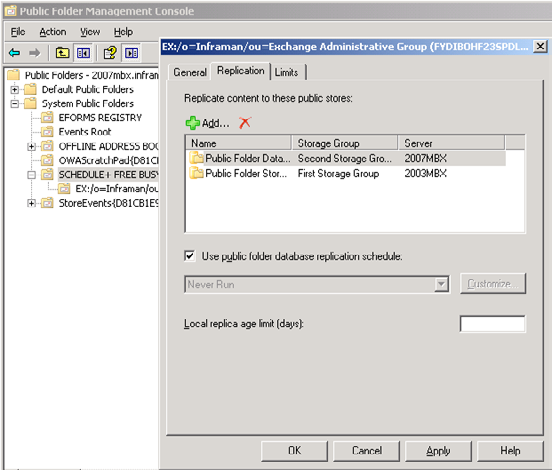 Public Folder Management Console
File Action View Help
Public Folders - 2007mbx.infram
Default Public Folders
System Public Folders
EFORMS REGISTRY
Events Root
OFFLINE ADDRESS BOO
OWAScratchPad{D81C
SCHEDULE+ FREE BUSY
EX:/o=Inframan/ou
StoreEvents{D81CB1E9
EX:/o=Inframan/ou=Exchange Administrative Group (FYDIBOHF23SPDL...
General Replication Limits
Replicate content to these public stores:
Add...
Name Storage Group Server
Public Folder Data... Second Storage Gro... 2007MBX
Public Folder Stor... First Storage Group 2003MBX
Use public folder database replication schedule.
Never Run Customize...
Local replica age limit (days):
OK Cancel Apply Help